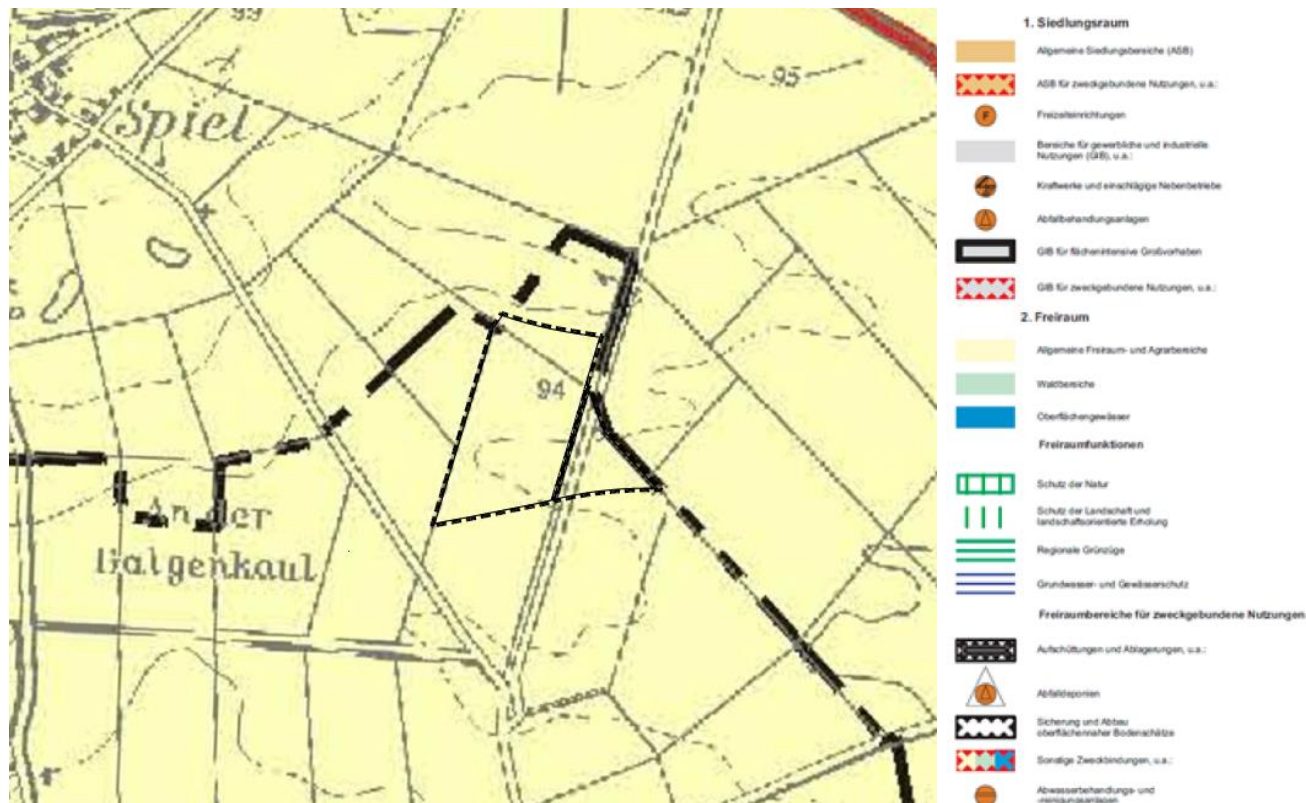 95
Spiel
94
An der
Galgenkaul
1. Siedlungsraum
Allgemeine Siedlungsbereiche (ASB)
ASB für zweckgebundene Nutzungen, u.a.:
F
Freizeiteinrichtungen
Bereiche für gewerbliche und industrielle
Nutzungen (GIB), u.a.:
Kraftwerke und einschlägige Nebenbetriebe
Abfallbehandlungsanlagen
GIB für flächenintensive Großvorhaben
GIB für zweckgebundene Nutzungen, u.a.:
2. Freiraum
Allgemeine Freiraum- und Agrarbereiche
Waldbereiche
Oberflächengewässer
Freiraumfunktionen
Schutz der Natur
Schutz der Landschaft und
landschaftsorientierte Erholung
Regionale Grünzüge
Grundwasser- und Gewässerschutz
Freiraumbereiche für zweckgebundene Nutzungen
Aufschüttungen und Ablagerungen, u.a.:
Abfalldeponien
Sicherung und Abbau
oberflächennaher Bodenschätze
Sonstige Zweckbindungen, u.a.:
Abwasserbehandlungs- und
-reinigungsanlagen